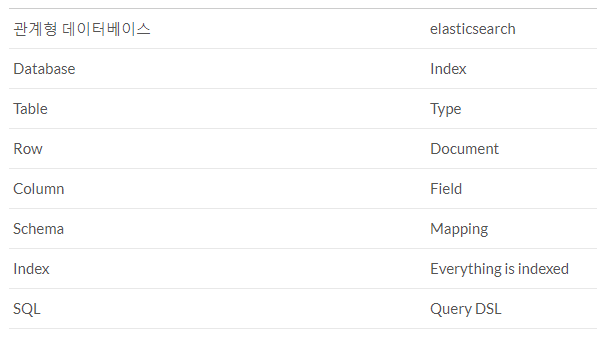 관계형 데이터베이스 elasticsearch
Database Index
Table Type
Row Document
Column Field
Schema Mapping
Index Everything is indexed
SQL Query DSL